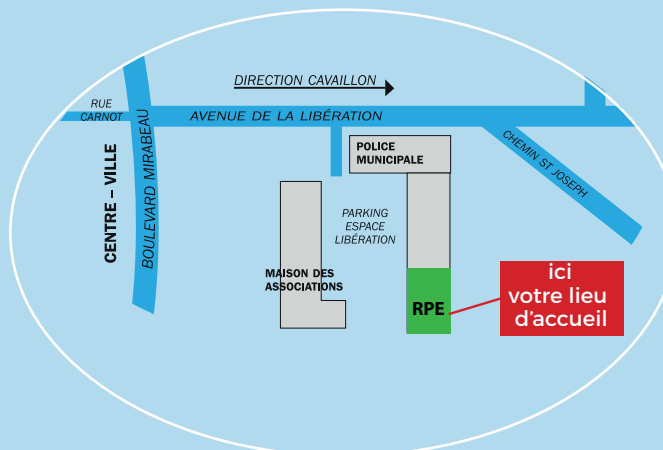 DIRECTION CAVAILLON
RUE
CARNOT
AVENUE DE LA LIBÉRATION
BOULEVARD MIRABEAU
CENTRE – VILLE
POLICE
MUNICIPALE
CHEMIN ST JOSEPH
PARKING
ESPACE
LIBÉRATION
MAISON DES
ASSOCIATIONS
RPE
ici
votre lieu
d'accueil